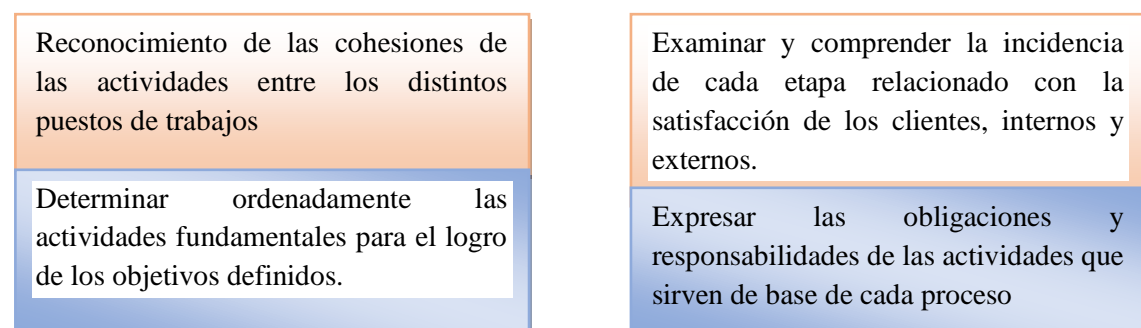 Reconocimiento de las cohesiones de
las actividades entre los distintos
puestos de trabajos
Determinar ordenadamente las
actividades fundamentales para el logro
de los objetivos definidos.
Examinar y comprender la incidencia
de cada etapa relacionado con la
satisfacción de los clientes, internos y
externos.
Expresar las obligaciones y
responsabilidades de las actividades que
sirven de base de cada proceso